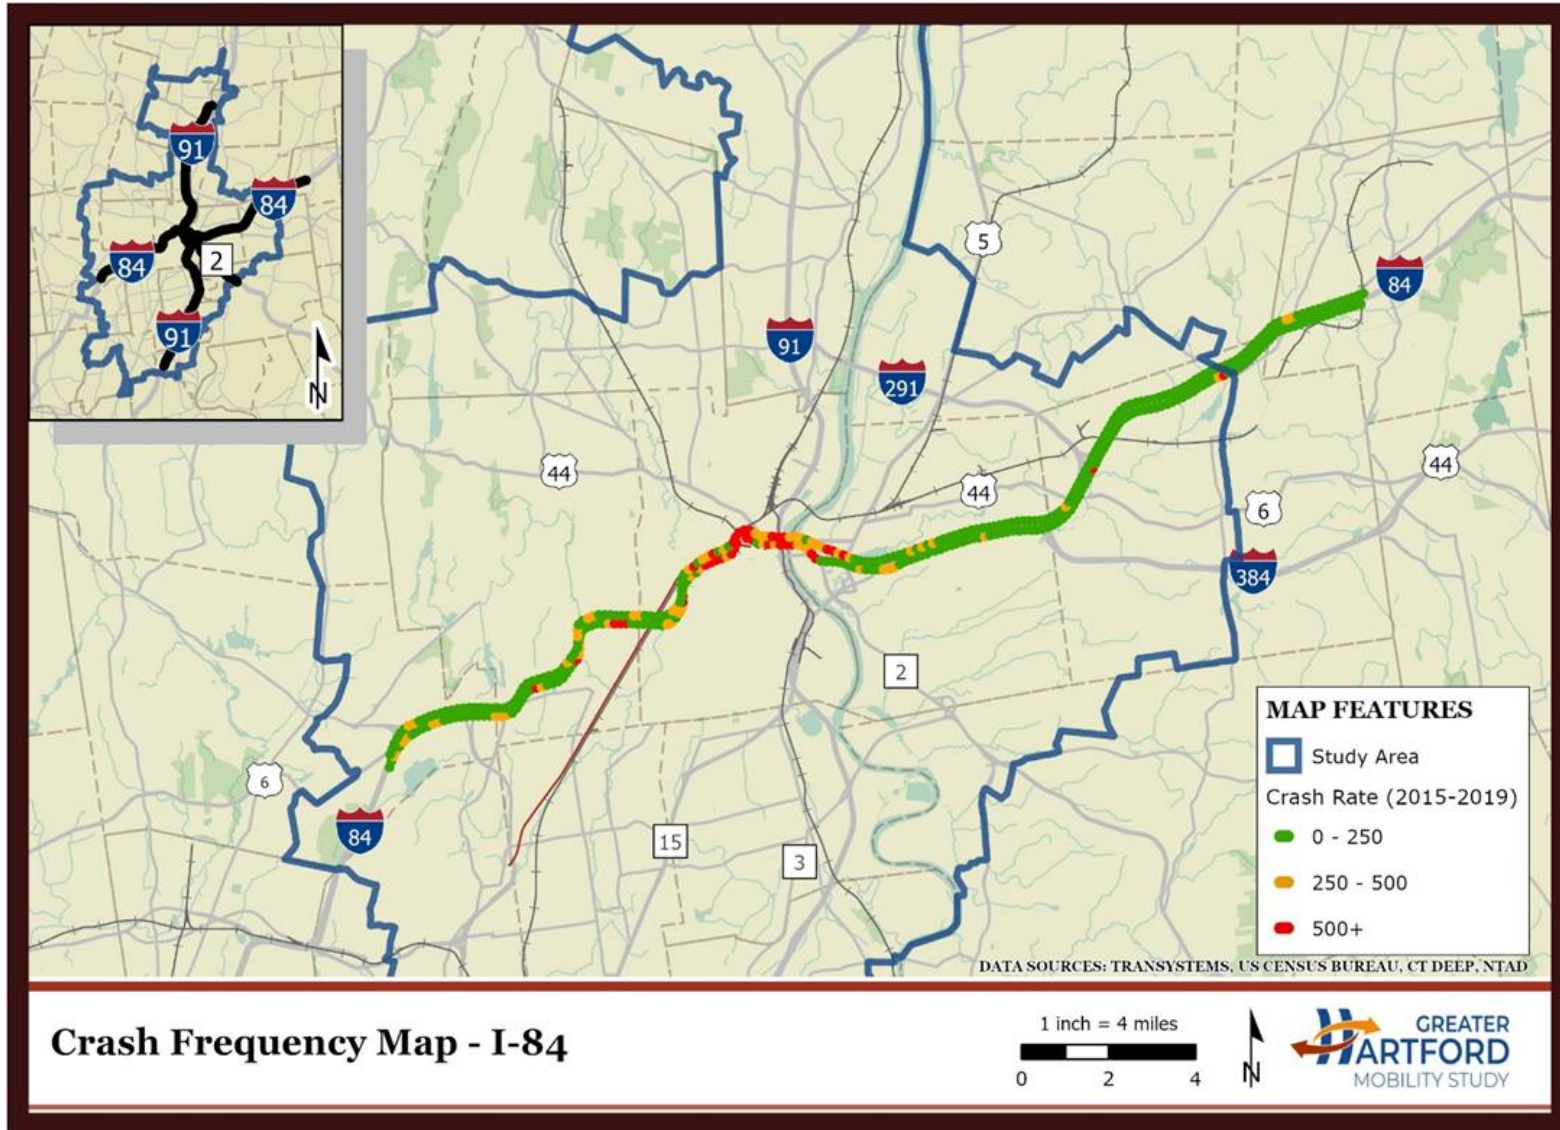 91
84
84
2
91
N
5
84
91
291
44
44
44
6
384
2
6
84
15
3
MAP FEATURES
Study Area
Crash Rate (2015-2019)
0 - 250
250 - 500
500+
DATA SOURCES: TRANSYSTEMS, US CENSUS BUREAU, CT DEEP, NTAD
Crash Frequency Map - I-84
1 inch = 4 miles
0 2 4
N
GREATER
HARTFORD
MOBILITY STUDY